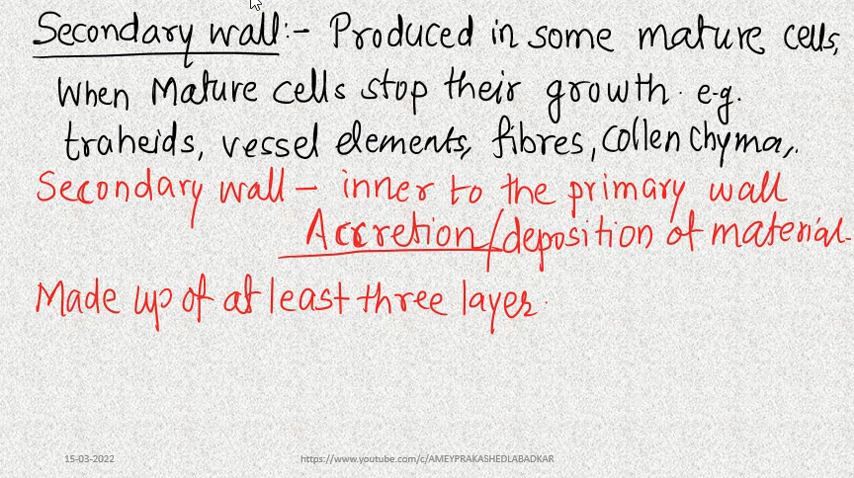 Secondary wall:- Produced in some mature cells,
When Mature cells stop their growth. e.g.
traheids, vessel elements, fibres, Collenchyma,.
Secondary wall - inner to the primary wall
Accretion/deposition of material.
Made up of at least three layer.
15-03-2022 https://www.youtube.com/c/AMEYPRAKASHEDLABADKAR